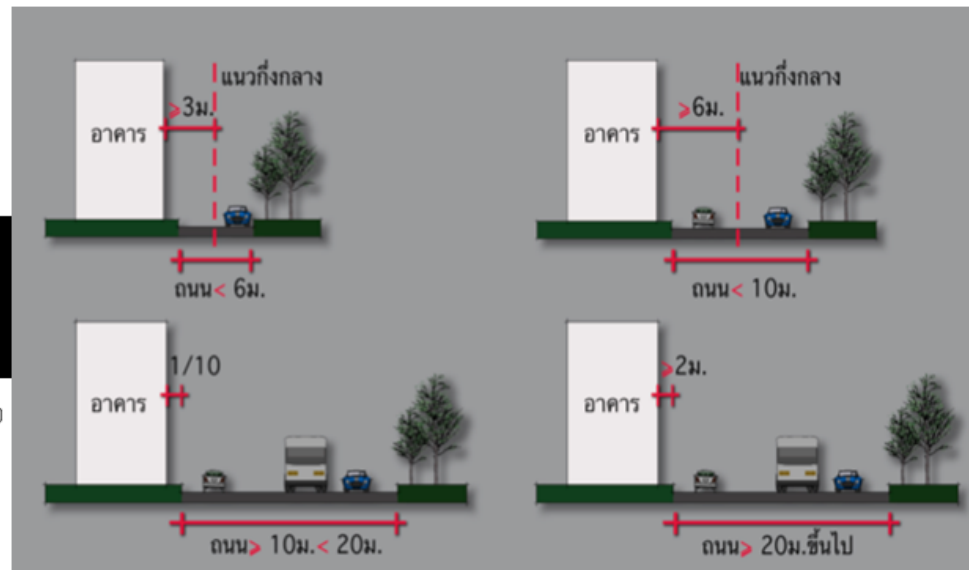 แนวกึ่งกลาง
⩾3ม.
อาคาร
ถนน< 6ม.
แนวกึ่งกลาง
⩾6ม.
อาคาร
ถนน< 10ม.
1/10
อาคาร
ถนน⩾ 10ม.< 20ม.
⩾2ม.
อาคาร
ถนน⩾ 20ม.ขึ้นไป